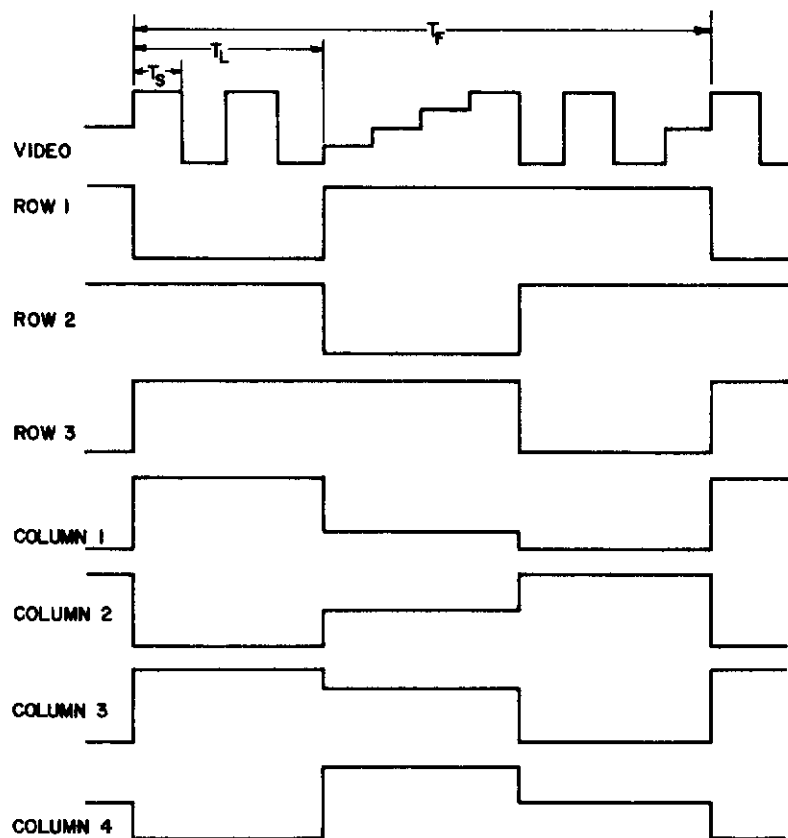 T_F
T_L
T_S
VIDEO
ROW 1
ROW 2
ROW 3
COLUMN 1
COLUMN 2
COLUMN 3
COLUMN 4